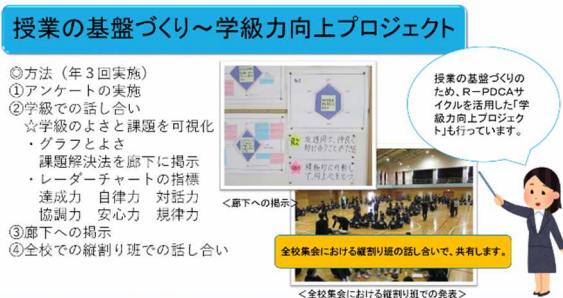 授業の基盤づくり～学級力向上プロジェクト
◎方法（年３回実施）
①アンケートの実施
②学級での話し合い
☆学級のよさと課題を可視化
・グラフとよさ
課題解決法を廊下に掲示
・レーダーチャートの指標
達成力　自律力　対話力
協調力　安心力　規律力
③廊下への掲示
④全校での縦割り班での話し合い
＜廊下への掲示＞
授業の基盤づくりの
ため、Ｒ－PDCAサ
イクルを活用した「学
級力向上プロジェク
ト」も行っています。
全校集会における縦割り班の話し合いで、共有します。
＜全校集会における縦割り班での発表＞